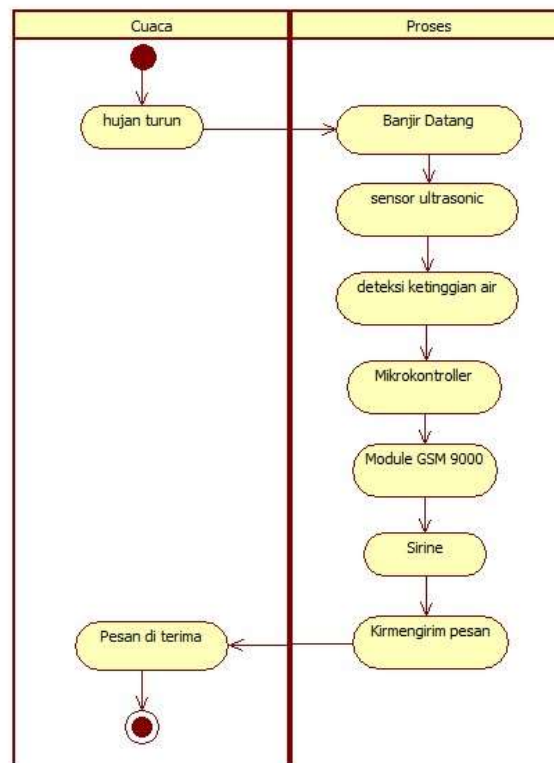 Cuaca
Proses
hujan turun
Banjir Datang
sensor ultrasonic
deteksi ketinggian air
Mikrokontroller
Module GSM 9000
Sirine
Kirmengirim pesan
Pesan di terima